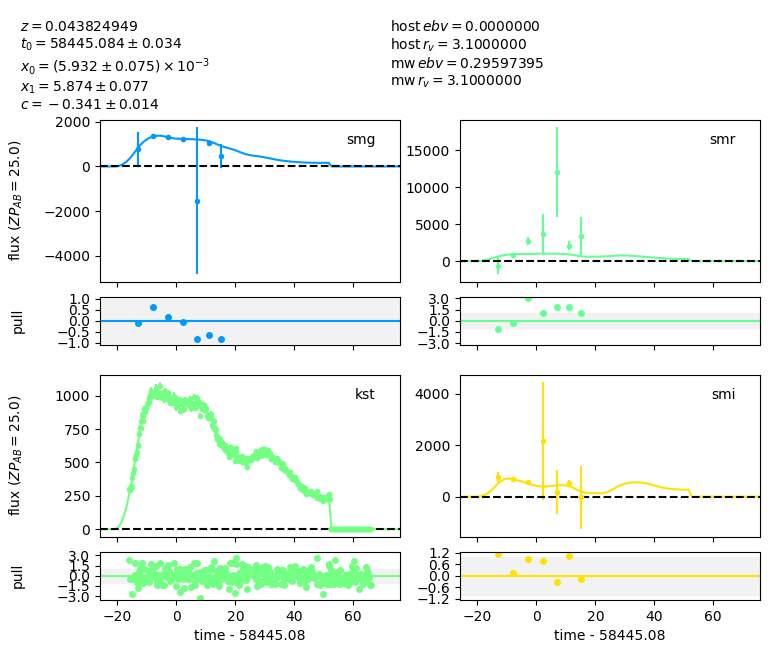 z = 0.043824949
t₀ = 58445.084 ± 0.034
x₀ = (5.932 ± 0.075) × 10⁻³
x₁ = 5.874 ± 0.077
c = −0.341 ± 0.014
host ebv = 0.0000000
host r_v = 3.1000000
mw ebv = 0.29597395
mw r_v = 3.1000000
smg
2000
0
−2000
−4000
flux (ZP_AB = 25.0)
smr
15000
10000
5000
0
1.0
0.5
0.0
−0.5
−1.0
pull
3.0
1.5
0.0
−1.5
−3.0
kst
1000
750
500
250
0
flux (ZP_AB = 25.0)
smi
4000
2000
0
3.0
1.5
0.0
−1.5
−3.0
pull
−20 0 20 40 60
time - 58445.08
1.2
0.6
0.0
−0.6
−1.2
−20 0 20 40 60
time - 58445.08